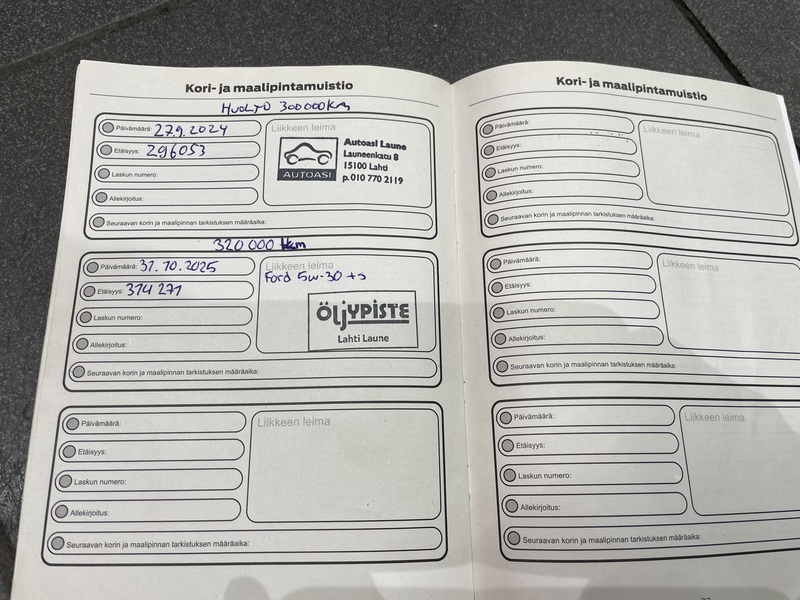 Kori- ja maalipintamuistio
HUOLTO 300000km
Päivämäärä: 27.9.2024
Liikkeen leima
Etäisyys: 296053
AUTOASI
Autoasi Laune
Launeenkatu 8
15100 Lahti
p.010 770 2119
Laskun numero:
Allekirjoitus:
Seuraavan korin ja maalipinnan tarkistuksen määräaika:
320 000 km
Päivämäärä: 31.10.2025
Liikkeen leima
Ford 5w-30 +s
Etäisyys: 314 271
ÖLJYPISTE
Lahti Laune
Laskun numero:
Allekirjoitus:
Seuraavan korin ja maalipinnan tarkistuksen määräaika:
Päivämäärä:
Liikkeen leima
Etäisyys:
Laskun numero:
Allekirjoitus:
Seuraavan korin ja maalipinnan tarkistuksen määräaika:
Kori- ja maalipintamuistio
Päivämäärä:
Liikkeen leima
Etäisyys:
Laskun numero:
Allekirjoitus:
Seuraavan korin ja maalipinnan tarkistuksen määräaika:
Päivämäärä:
Liikkeen leima
Etäisyys:
Laskun numero:
Allekirjoitus:
Seuraavan korin ja maalipinnan tarkistuksen määräaika:
Päivämäärä:
Liikkeen leima
Etäisyys:
Laskun numero:
Allekirjoitus:
Seuraavan korin ja maalipinnan tarkistuksen määräaika: